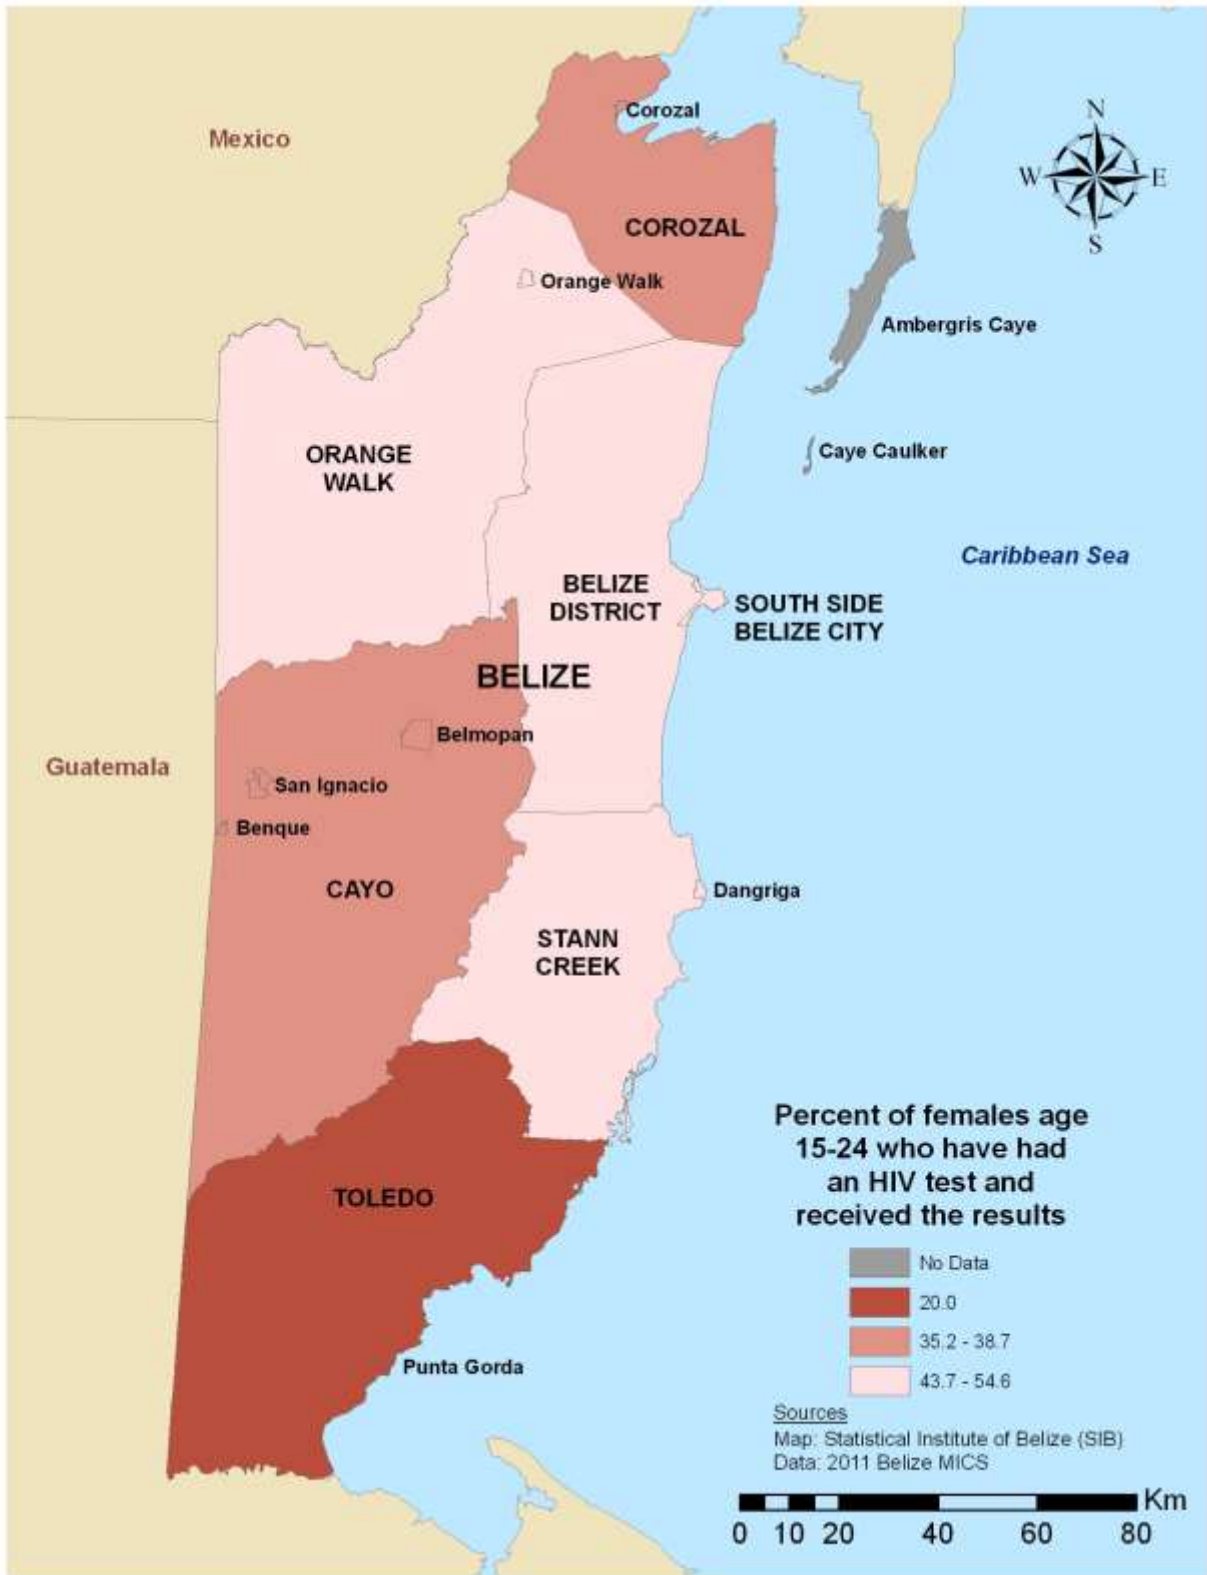 Corozal
Mexico
N
W
E
S
COROZAL
Orange Walk
Ambergris Caye
ORANGE
WALK
Caye Caulker
Caribbean Sea
BELIZE
DISTRICT
SOUTH SIDE
BELIZE CITY
BELIZE
Belmopan
Guatemala
San Ignacio
Benque
CAYO
Dangriga
STANN
CREEK
TOLEDO
Punta Gorda
Percent of females age
15-24 who have had
an HIV test and
received the results
No Data
20.0
35.2 - 38.7
43.7 - 54.6
Sources
Map: Statistical Institute of Belize (SIB)
Data: 2011 Belize MICS
Km
0 10 20 40 60 80